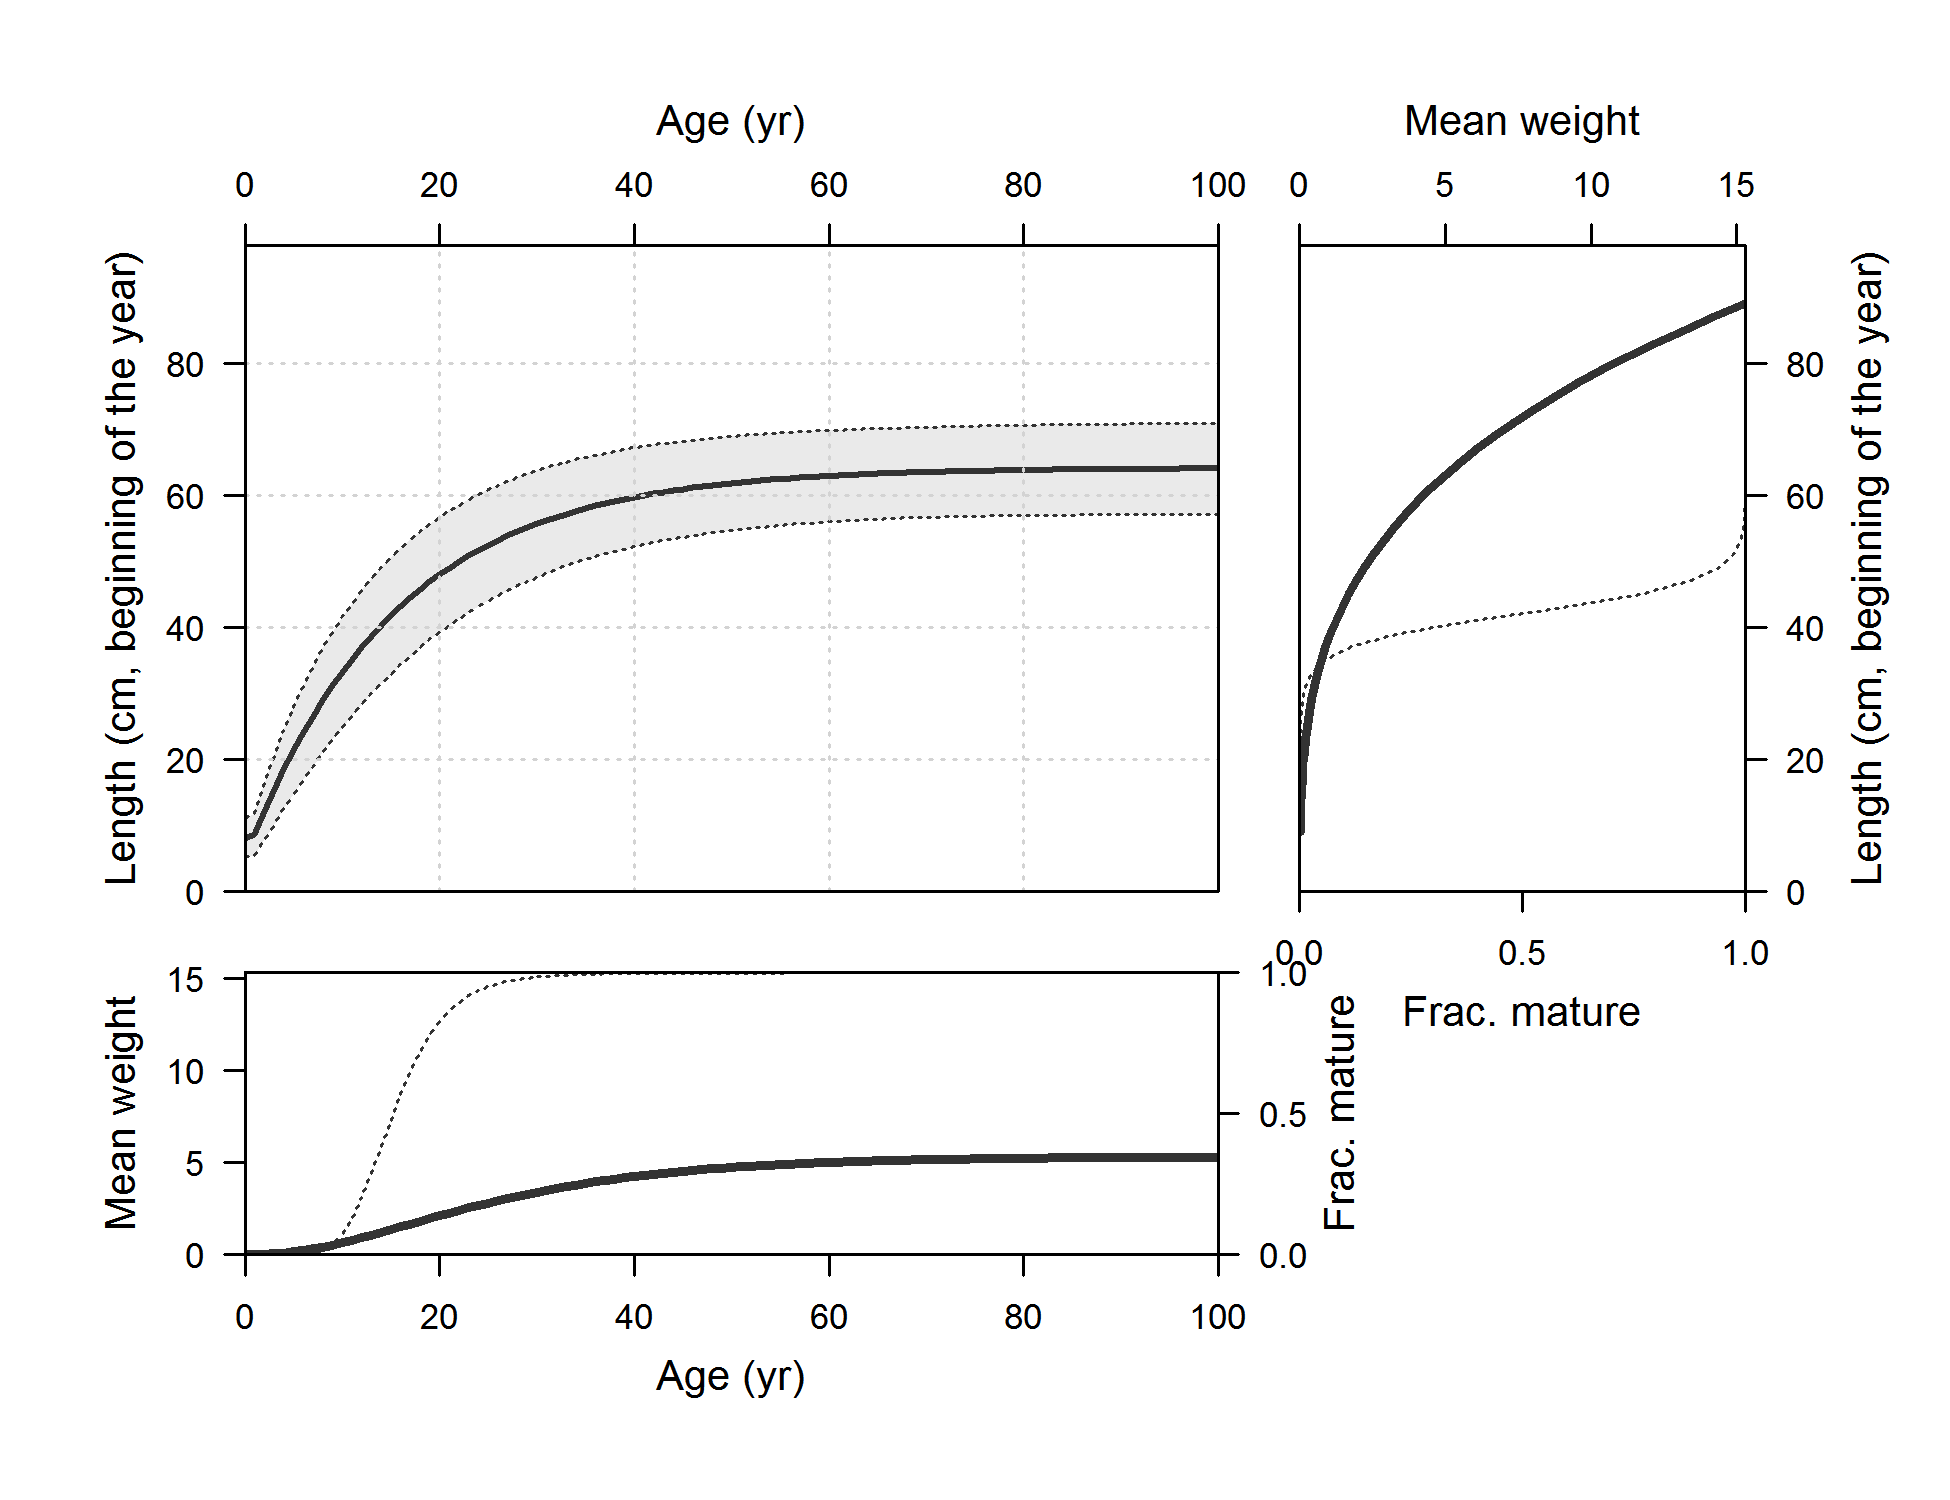 Age (yr)
Mean weight
0 20 40 60 80 100
0 5 10 15
Length (cm, beginning of the year)
80
60
40
20
0
80
60
40
20
0
Length (cm, beginning of the year)
0.0 0.5 1.0
Frac. mature
Mean weight
15
10
5
0
1.0
0.5
0.0
Frac. mature
0 20 40 60 80 100
Age (yr)